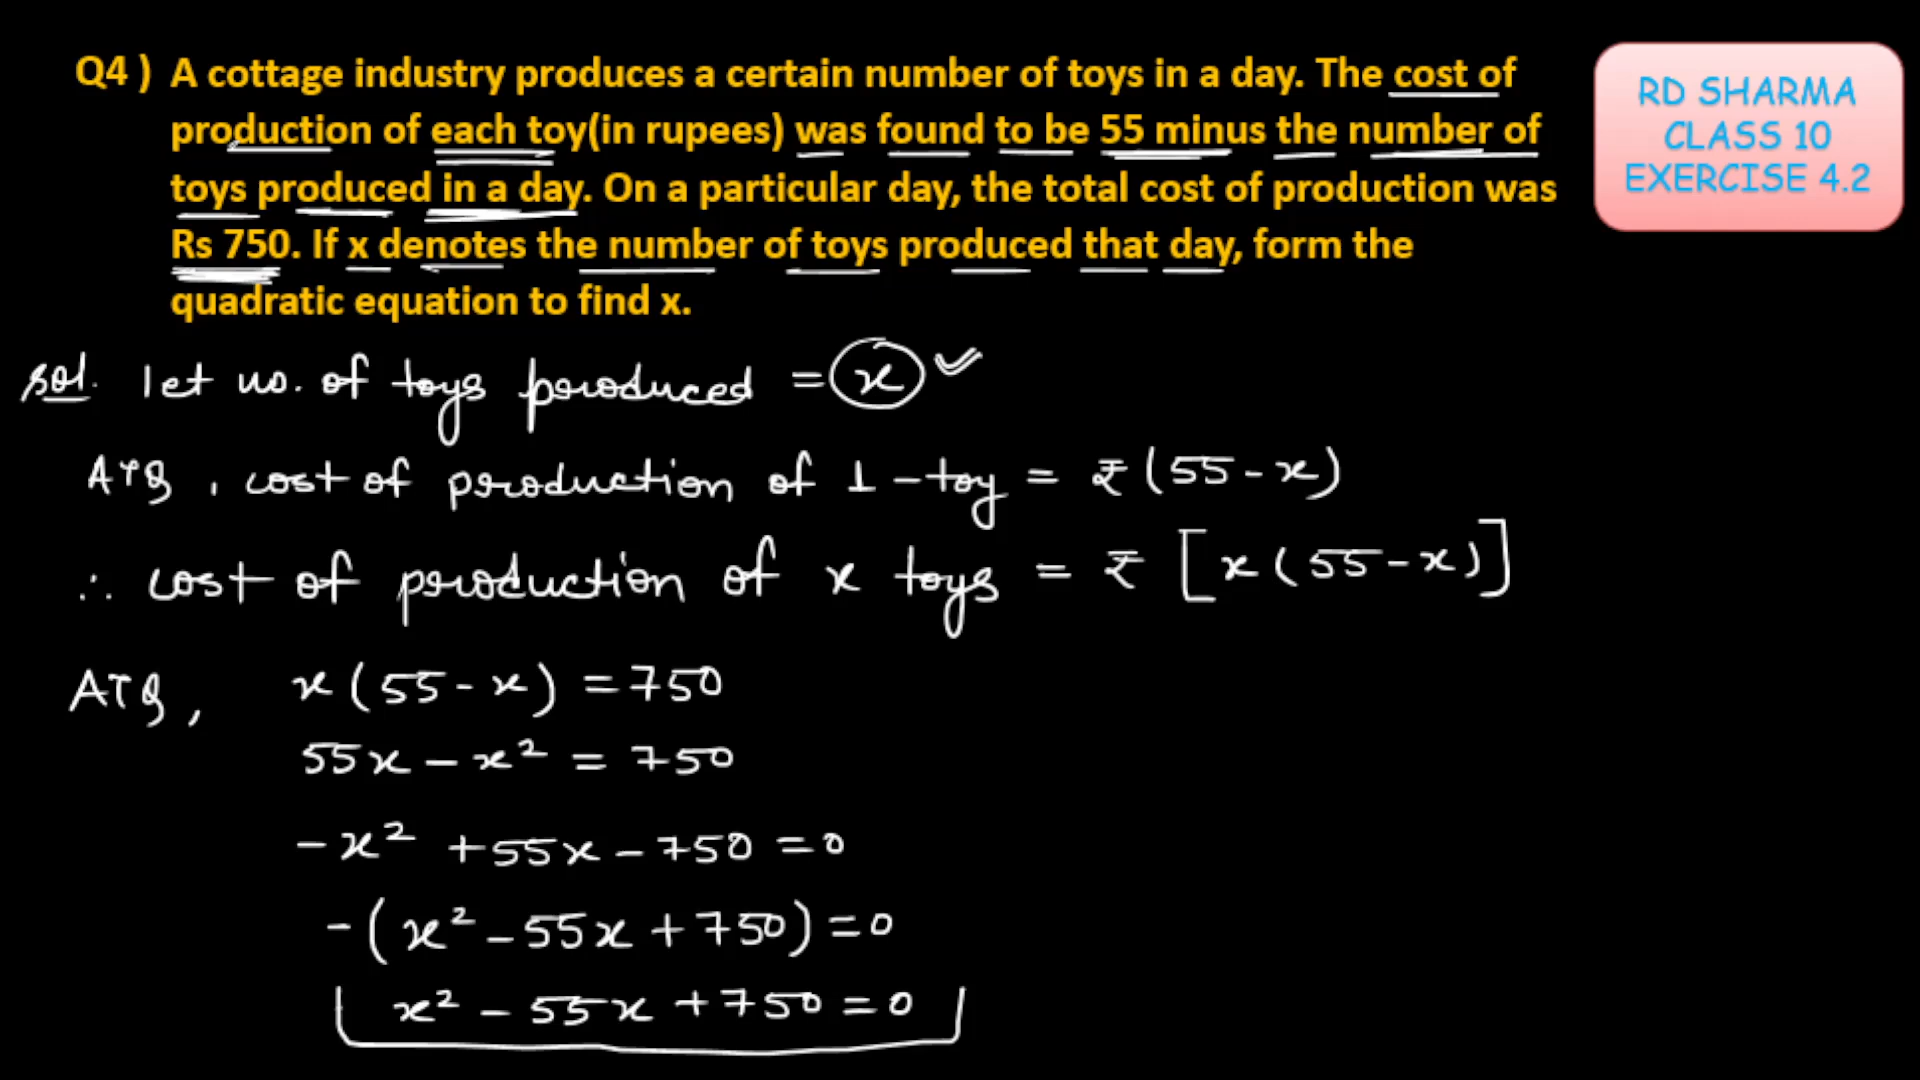 Q4 ) A cottage industry produces a certain number of toys in a day. The cost of
production of each toy(in rupees) was found to be 55 minus the number of
toys produced in a day. On a particular day, the total cost of production was
Rs 750. If x denotes the number of toys produced that day, form the
quadratic equation to find x.
RD SHARMA
CLASS 10
EXERCISE 4.2
Sol. let no. of toys produced = x
ATQ, cost of production of 1-toy = ₹ (55-x)
∴ cost of production of x toys = ₹ [x(55-x)]
ATQ, x(55-x) = 750
55x - x² = 750
-x² + 55x - 750 = 0
-(x² - 55x + 750) = 0
x² - 55x + 750 = 0